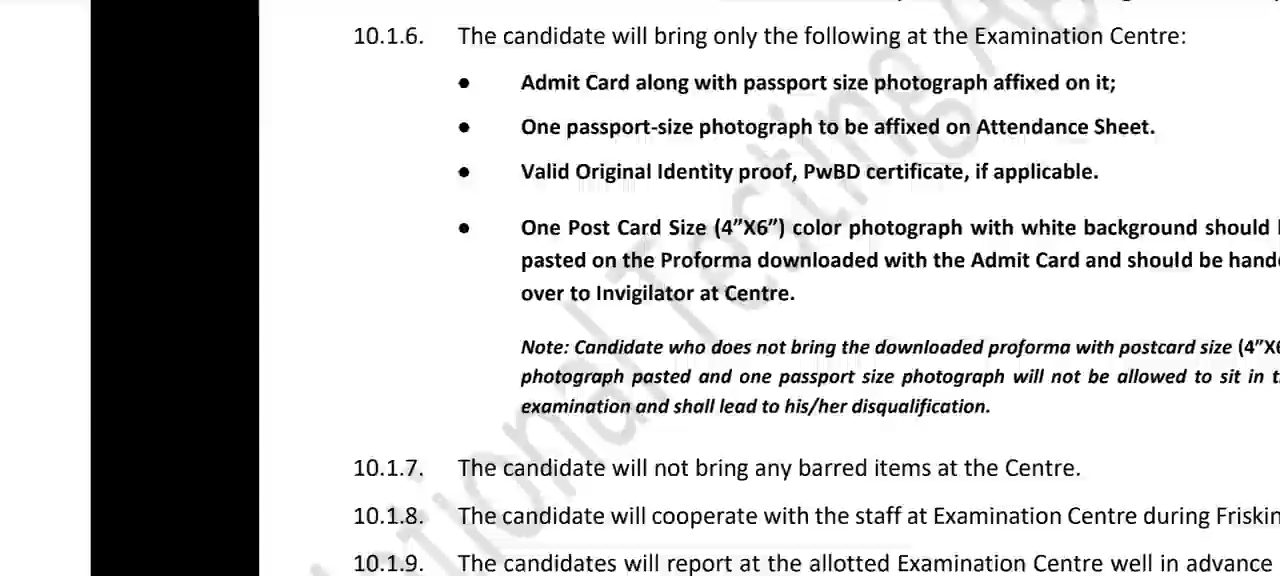 10.1.6. The candidate will bring only the following at the Examination Centre:
● Admit Card along with passport size photograph affixed on it;
● One passport-size photograph to be affixed on Attendance Sheet.
● Valid Original Identity proof, PwBD certificate, if applicable.
● One Post Card Size (4”X6”) color photograph with white background should
pasted on the Proforma downloaded with the Admit Card and should be
over to Invigilator at Centre.
Note: Candidate who does not bring the downloaded proforma with postcard size (4”X6
photograph pasted and one passport size photograph will not be allowed to sit in
examination and shall lead to his/her disqualification.
10.1.7. The candidate will not bring any barred items at the Centre.
10.1.8. The candidate will cooperate with the staff at Examination Centre during
10.1.9. The candidates will report at the allotted Examination Centre well in advance
Testing